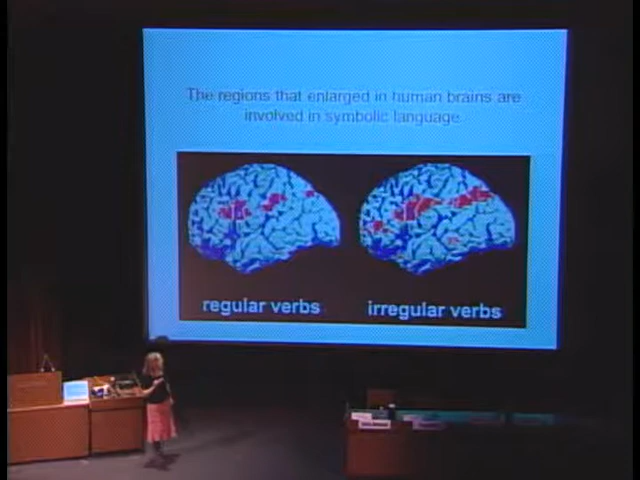 The regions that enlarged in human brains are
involved in symbolic language
regular verbs
irregular verbs